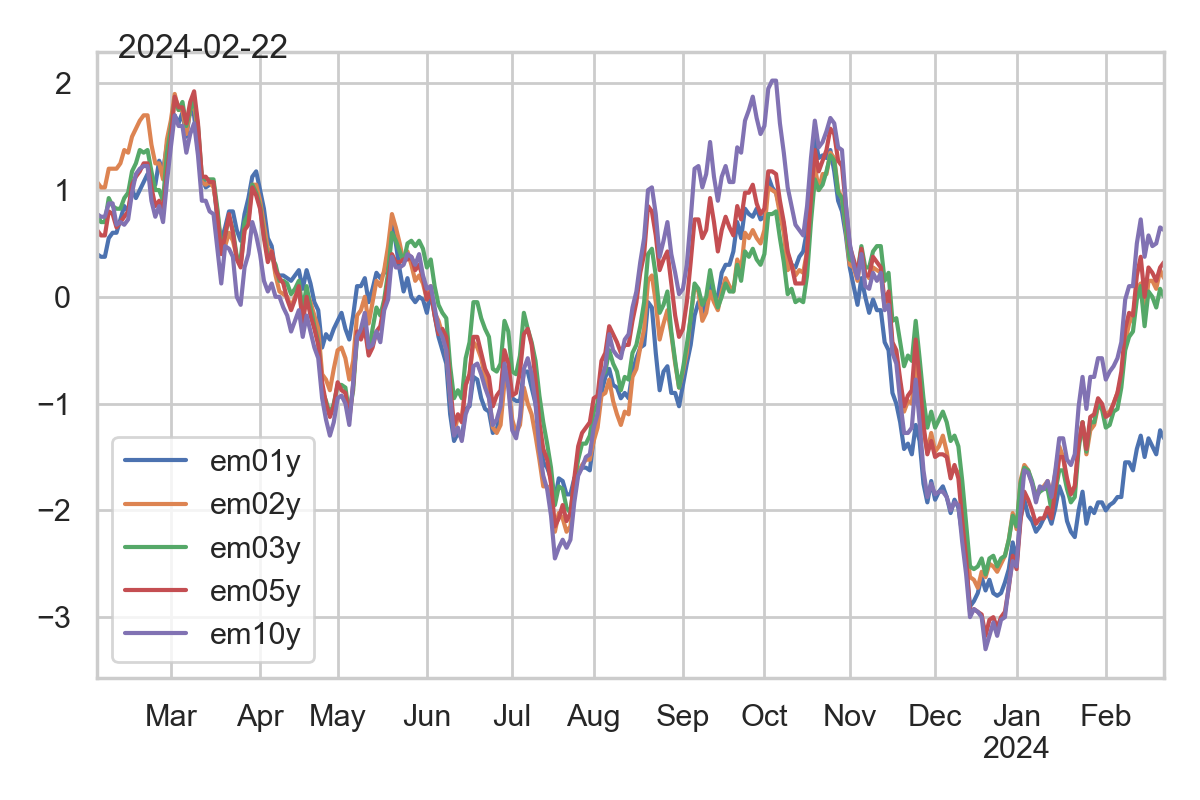 2024-02-22
2
1
0
−1
−2
−3
em01y
em02y
em03y
em05y
em10y
Mar Apr May Jun Jul Aug Sep Oct Nov Dec Jan Feb
2024